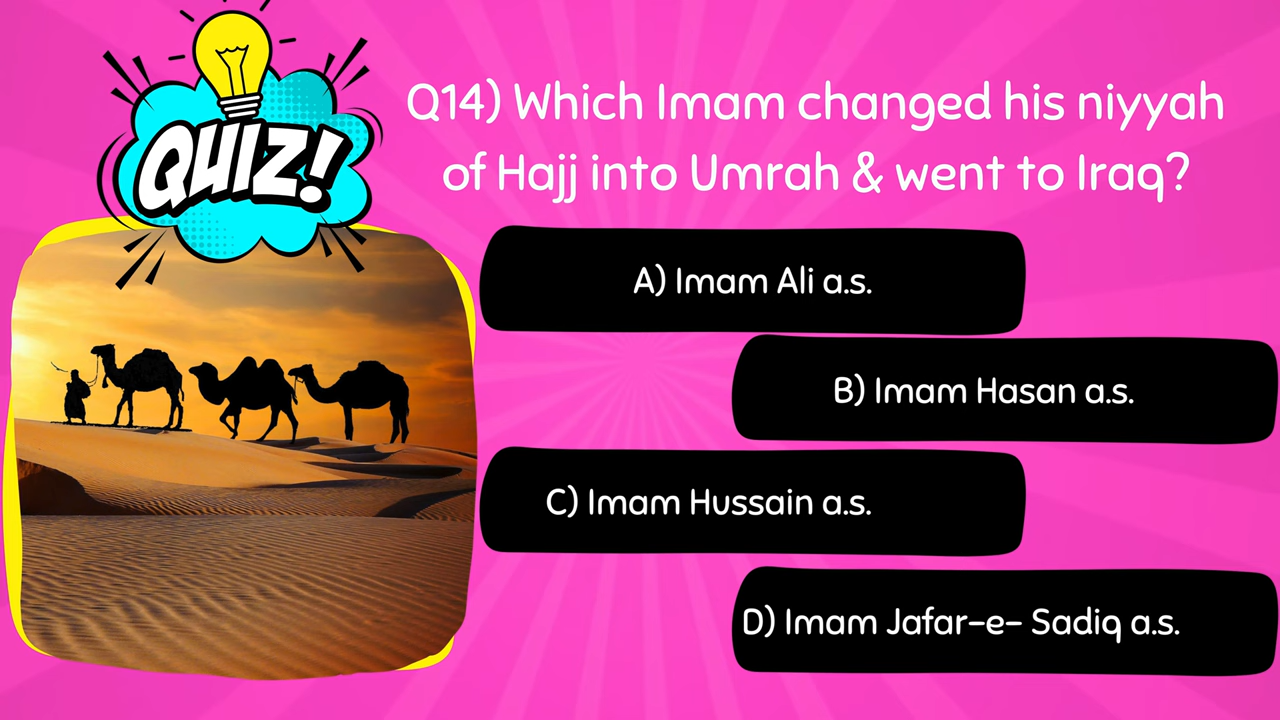 QUIZ!
Q14) Which Imam changed his niyyah
of Hajj into Umrah & went to Iraq?
A) Imam Ali a.s.
B) Imam Hasan a.s.
C) Imam Hussain a.s.
D) Imam Jafar-e- Sadiq a.s.